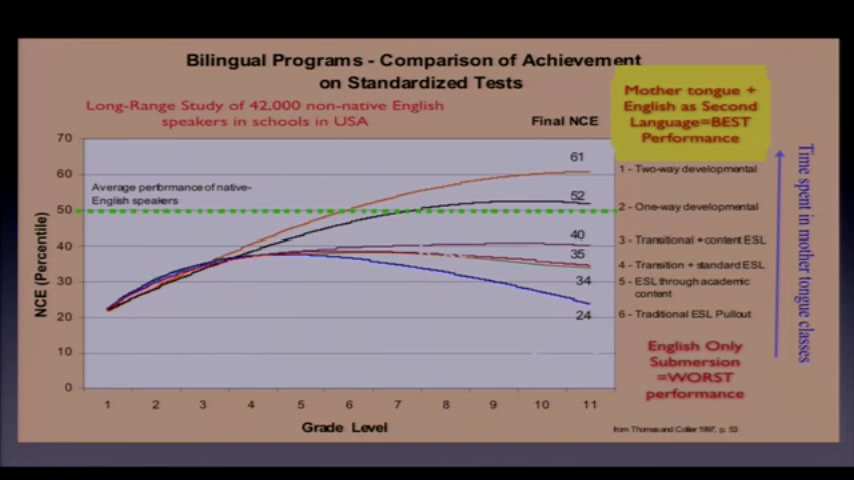 Bilingual Programs - Comparison of Achievement
on Standardized Tests
Long-Range Study of 42,000 non-native English
speakers in schools in USA
Final NCE
Mother tongue +
English as Second
Language=BEST
Performance
70
60
50
40
30
20
10
0
NCE (Percentile)
Average performance of native-
English speakers
61
52
40
35
34
24
1 - Two-way developmental
2 - One-way developmental
3 - Transitional + content ESL
4 - Transition + standard ESL
5 - ESL through academic
content
6 - Traditional ESL Pullout
Time spent in mother tongue classes
English Only
Submersion
=WORST
performance
1 2 3 4 5 6 7 8 9 10 11
Grade Level
from Thomas and Collier 1997, p. 53